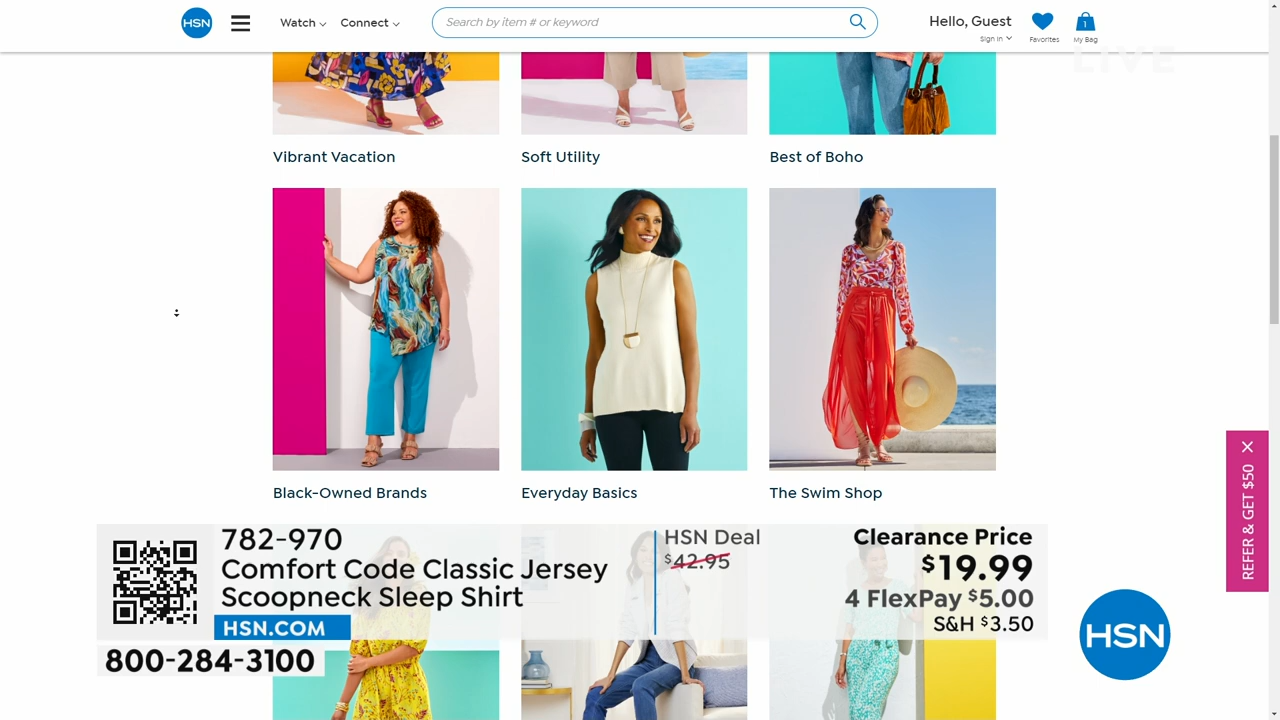 HSN
Watch
Connect
Search by item # or keyword
Hello, Guest
Sign In
Favorites
1
My Bag
LIVE
Vibrant Vacation
Soft Utility
Best of Boho
Black-Owned Brands
Everyday Basics
The Swim Shop
REFER & GET $50
782-970
Comfort Code Classic Jersey
Scoopneck Sleep Shirt
HSN.COM
800-284-3100
HSN Deal
$42.95
Clearance Price
$19.99
4 FlexPay $5.00
S&H $3.50
HSN